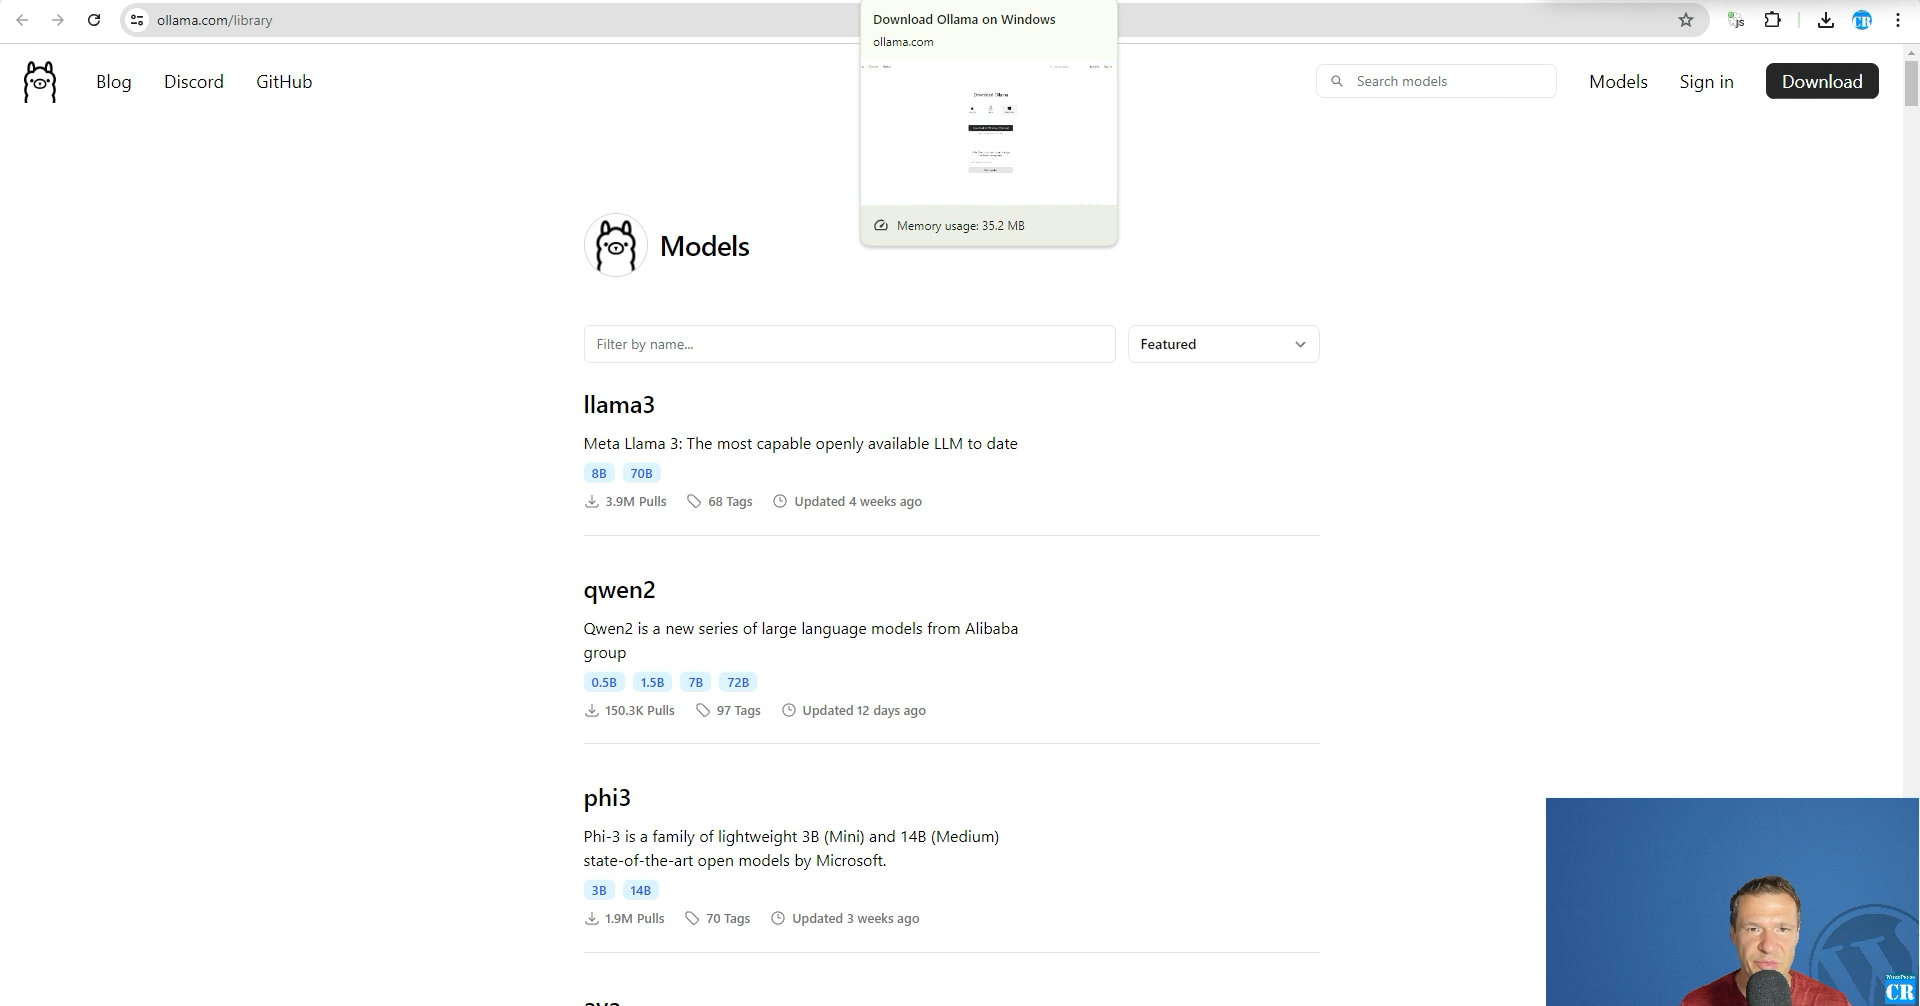 ollama.com/library
Download Ollama on Windows
ollama.com
Download Ollama
Memory usage: 35.2 MB
JS
CR
Blog
Discord
GitHub
Search models
Models
Sign in
Download
Models
Filter by name...
Featured
llama3
Meta Llama 3: The most capable openly available LLM to date
8B 70B
3.9M Pulls 68 Tags Updated 4 weeks ago
qwen2
Qwen2 is a new series of large language models from Alibaba
group
0.5B 1.5B 7B 72B
150.3K Pulls 97 Tags Updated 12 days ago
phi3
Phi-3 is a family of lightweight 3B (Mini) and 14B (Medium)
state-of-the-art open models by Microsoft.
3B 14B
1.9M Pulls 70 Tags Updated 3 weeks ago
CR